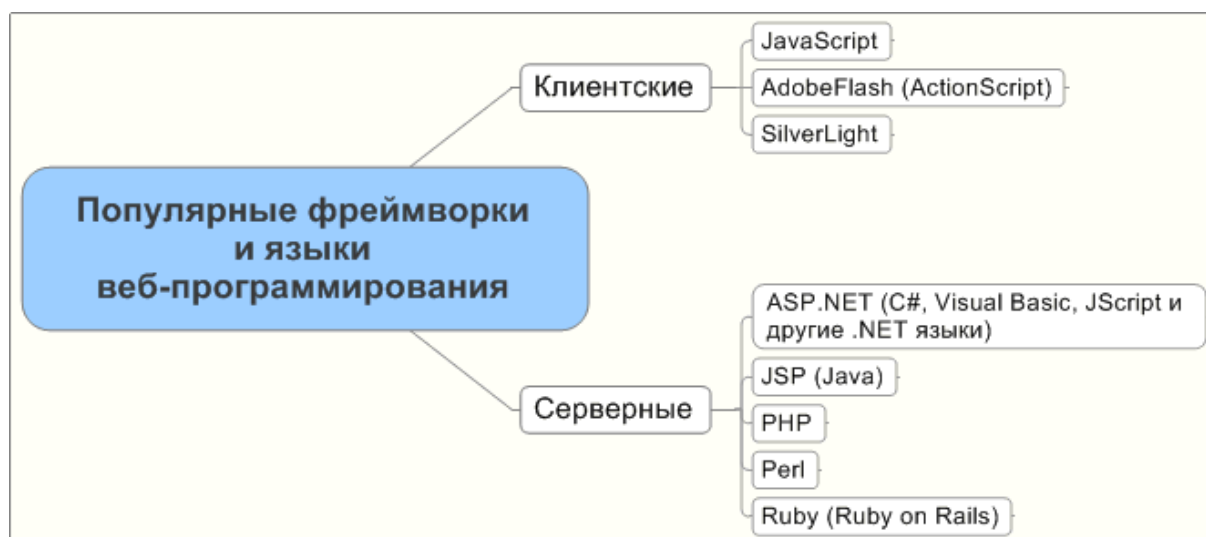 Популярные фреймворки
и языки
веб-программирования
Клиентские
JavaScript
AdobeFlash (ActionScript)
SilverLight
Серверные
ASP.NET (C#, Visual Basic, JScript и
другие .NET языки)
JSP (Java)
PHP
Perl
Ruby (Ruby on Rails)